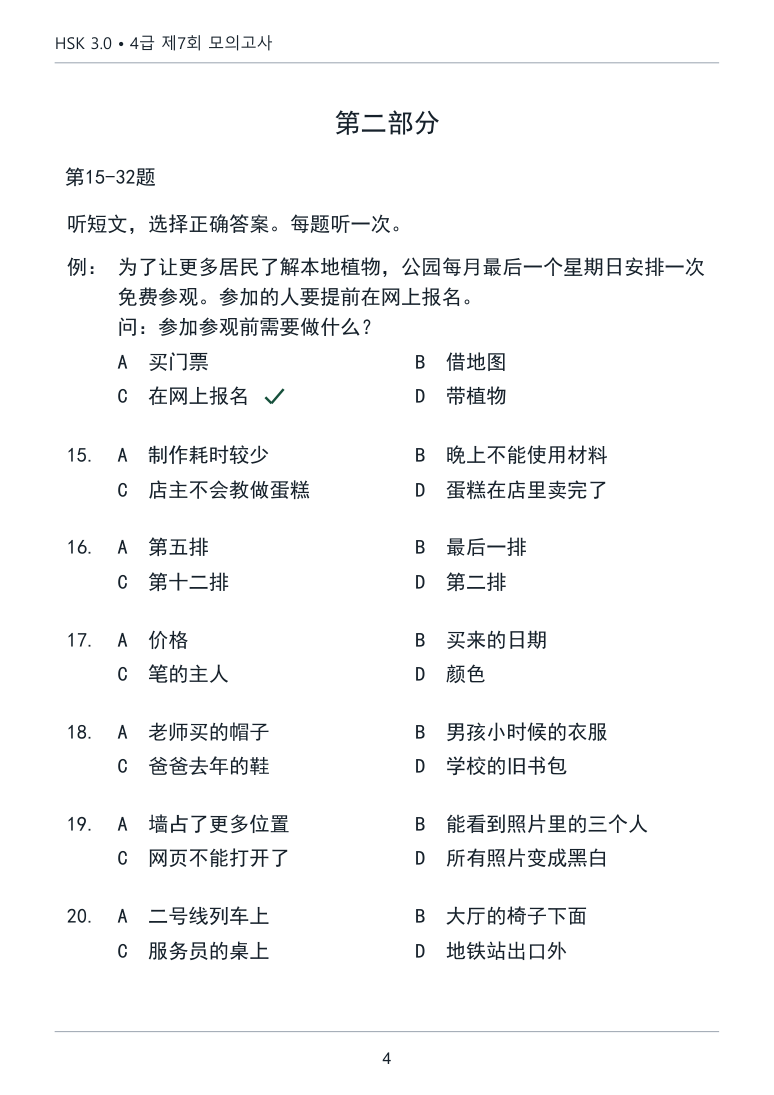 HSK 3.0 • 4급 제7회 모의고사
第二部分
第15-32题
听短文，选择正确答案。每题听一次。
例： 为了让更多居民了解本地植物，公园每月最后一个星期日安排一次
免费参观。参加的人要提前在网上报名。
问：参加参观前需要做什么？
A 买门票 B 借地图
C 在网上报名 ✓ D 带植物
15. A 制作耗时较少 B 晚上不能使用材料
C 店主不会教做蛋糕 D 蛋糕在店里卖完了
16. A 第五排 B 最后一排
C 第十二排 D 第二排
17. A 价格 B 买来的日期
C 笔的主人 D 颜色
18. A 老师买的帽子 B 男孩小时候的衣服
C 爸爸去年的鞋 D 学校的旧书包
19. A 墙占了更多位置 B 能看到照片里的三个人
C 网页不能打开了 D 所有照片变成黑白
20. A 二号线列车上 B 大厅的椅子下面
C 服务员的桌上 D 地铁站出口外
4